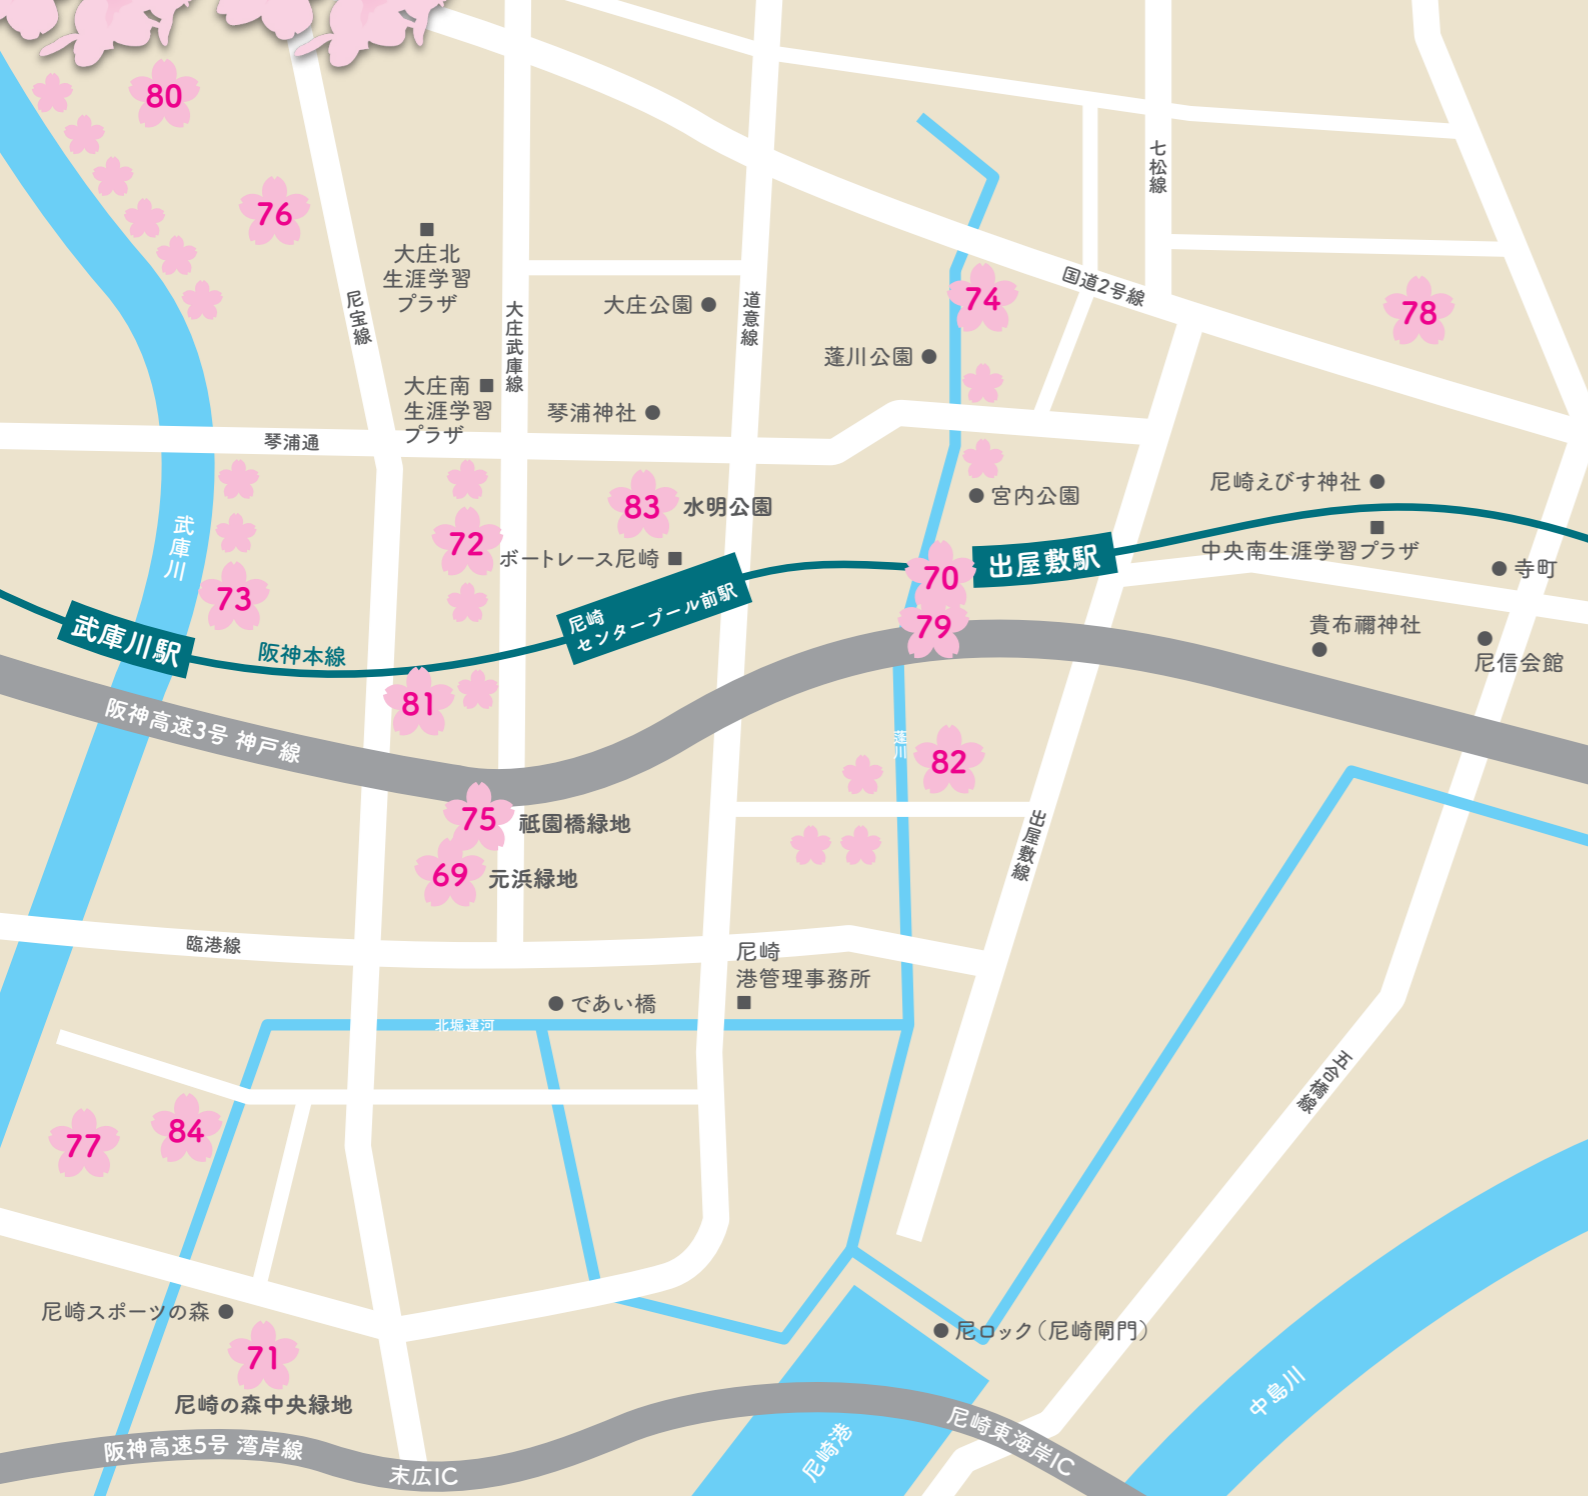 80
76
大庄北
生涯学習
プラザ
尼宝線
大庄武庫線
大庄公園
道意線
74
蓬川公園
国道2号線
七松線
78
大庄南
生涯学習
プラザ
琴浦神社
琴浦通
83
水明公園
72
ボートレース尼崎
宮内公園
尼崎えびす神社
中央南生涯学習プラザ
寺町
貴布禰神社
尼信会館
武庫川
73
武庫川駅
阪神本線
尼崎
センタープール前駅
70
出屋敷駅
79
81
阪神高速3号 神戸線
蓬川
82
75
祇園橋緑地
69
元浜緑地
出屋敷線
臨港線
尼崎
港管理事務所
であい橋
北堀運河
五合橋線
77
84
尼崎スポーツの森
71
尼崎の森中央緑地
尼ロック（尼崎閘門）
中島川
尼崎港
阪神高速5号 湾岸線
末広IC
尼崎東海岸IC